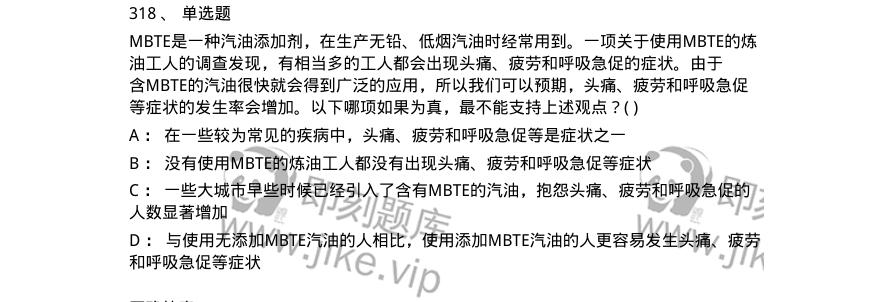 318 、 单选题
MBTE是一种汽油添加剂，在生产无铅、低烟汽油时经常用到。一项关于使用MBTE的炼
油工人的调查发现，有相当多的工人都会出现头痛、疲劳和呼吸急促的症状。由于
含MBTE的汽油很快就会得到广泛的应用，所以我们可以预期，头痛、疲劳和呼吸急促
等症状的发生率会增加。以下哪项如果为真，最不能支持上述观点？( )
A ： 在一些较为常见的疾病中，头痛、疲劳和呼吸急促等是症状之一
B ： 没有使用MBTE的炼油工人都没有出现头痛、疲劳和呼吸急促等症状
C ： 一些大城市早些时候已经引入了含有MBTE的汽油，抱怨头痛、疲劳和呼吸急促的
人数显著增加
D ： 与使用无添加MBTE汽油的人相比，使用添加MBTE汽油的人更容易发生头痛、疲劳
和呼吸急促等症状
即刻题库
www.jike.vip
即
www.jike